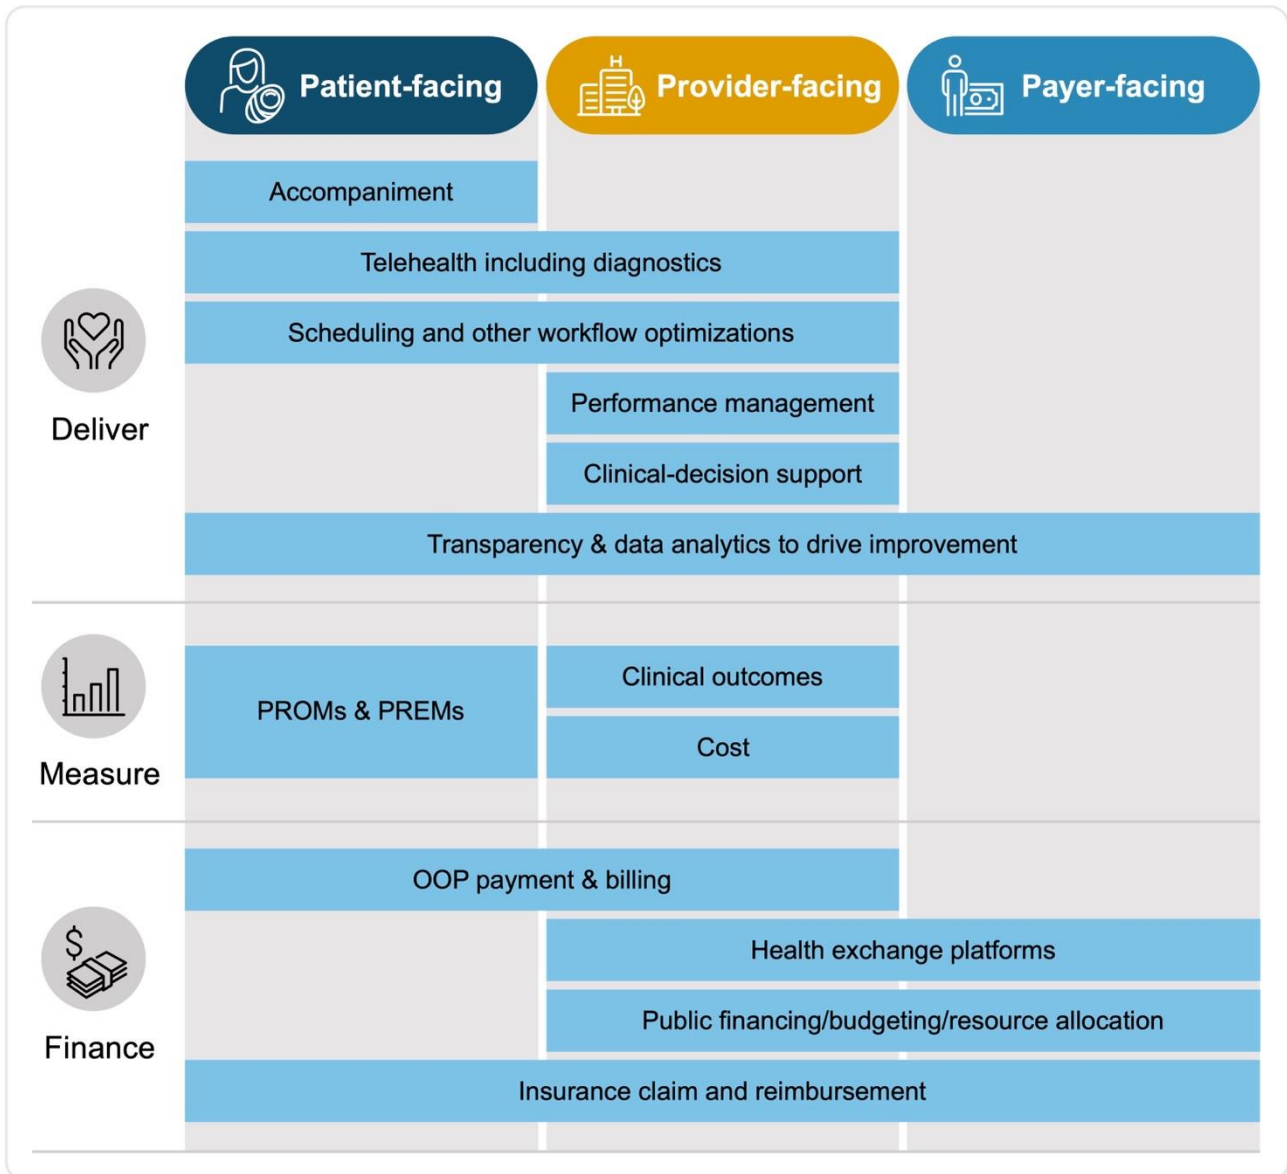 Patient-facing
H
Provider-facing
Payer-facing
Accompaniment
Telehealth including diagnostics
Scheduling and other workflow optimizations
Performance management
Deliver
Clinical-decision support
Transparency & data analytics to drive improvement
Clinical outcomes
PROMs & PREMs
Cost
Measure
OOP payment & billing
$
Health exchange platforms
Public financing/budgeting/resource allocation
Finance
Insurance claim and reimbursement